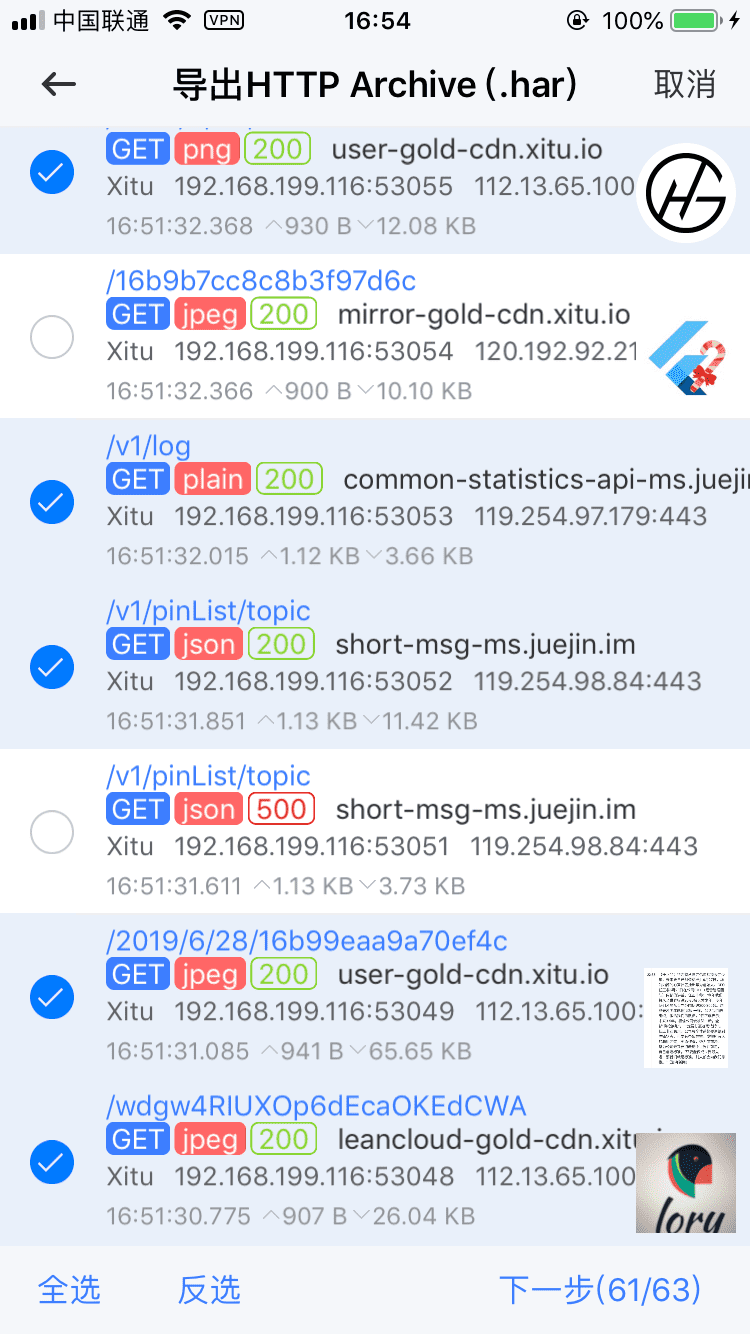 中国联通 VPN 16:54 100%
导出HTTP Archive (.har) 取消
GET png 200 user-gold-cdn.xitu.io
Xitu 192.168.199.116:53055 112.13.65.100
16:51:32.368 930 B 12.08 KB
/16b9b7cc8c8b3f97d6c
GET jpeg 200 mirror-gold-cdn.xitu.io
Xitu 192.168.199.116:53054 120.192.92.21
16:51:32.366 900 B 10.10 KB
/v1/log
GET plain 200 common-statistics-api-ms.juejin
Xitu 192.168.199.116:53053 119.254.97.179:443
16:51:32.015 1.12 KB 3.66 KB
/v1/pinList/topic
GET json 200 short-msg-ms.juejin.im
Xitu 192.168.199.116:53052 119.254.98.84:443
16:51:31.851 1.13 KB 11.42 KB
/v1/pinList/topic
GET json 500 short-msg-ms.juejin.im
Xitu 192.168.199.116:53051 119.254.98.84:443
16:51:31.611 1.13 KB 3.73 KB
/2019/6/28/16b99eaa9a70ef4c
GET jpeg 200 user-gold-cdn.xitu.io
Xitu 192.168.199.116:53049 112.13.65.100:
16:51:31.085 941 B 65.65 KB
/wdgw4RIUXOp6dEcaOKEdCWA
GET jpeg 200 leancloud-gold-cdn.xitu.i
Xitu 192.168.199.116:53048 112.13.65.100
16:51:30.775 907 B 26.04 KB
lory
全选 反选 下一步(61/63)